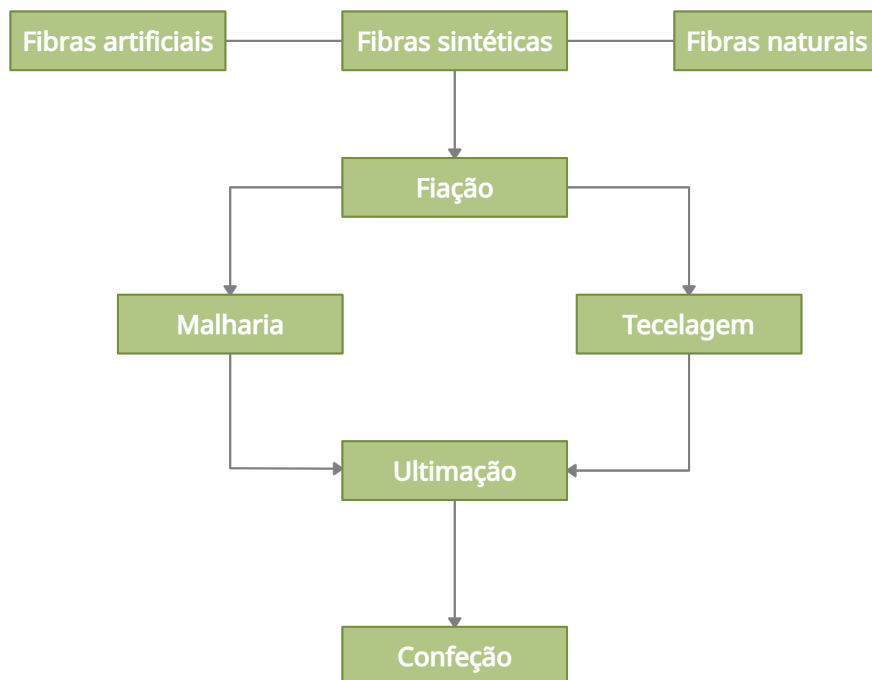 Fibras artificiais
Fibras sintéticas
Fibras naturais
Fiação
Malharia
Tecelagem
Ultimação
Confeção